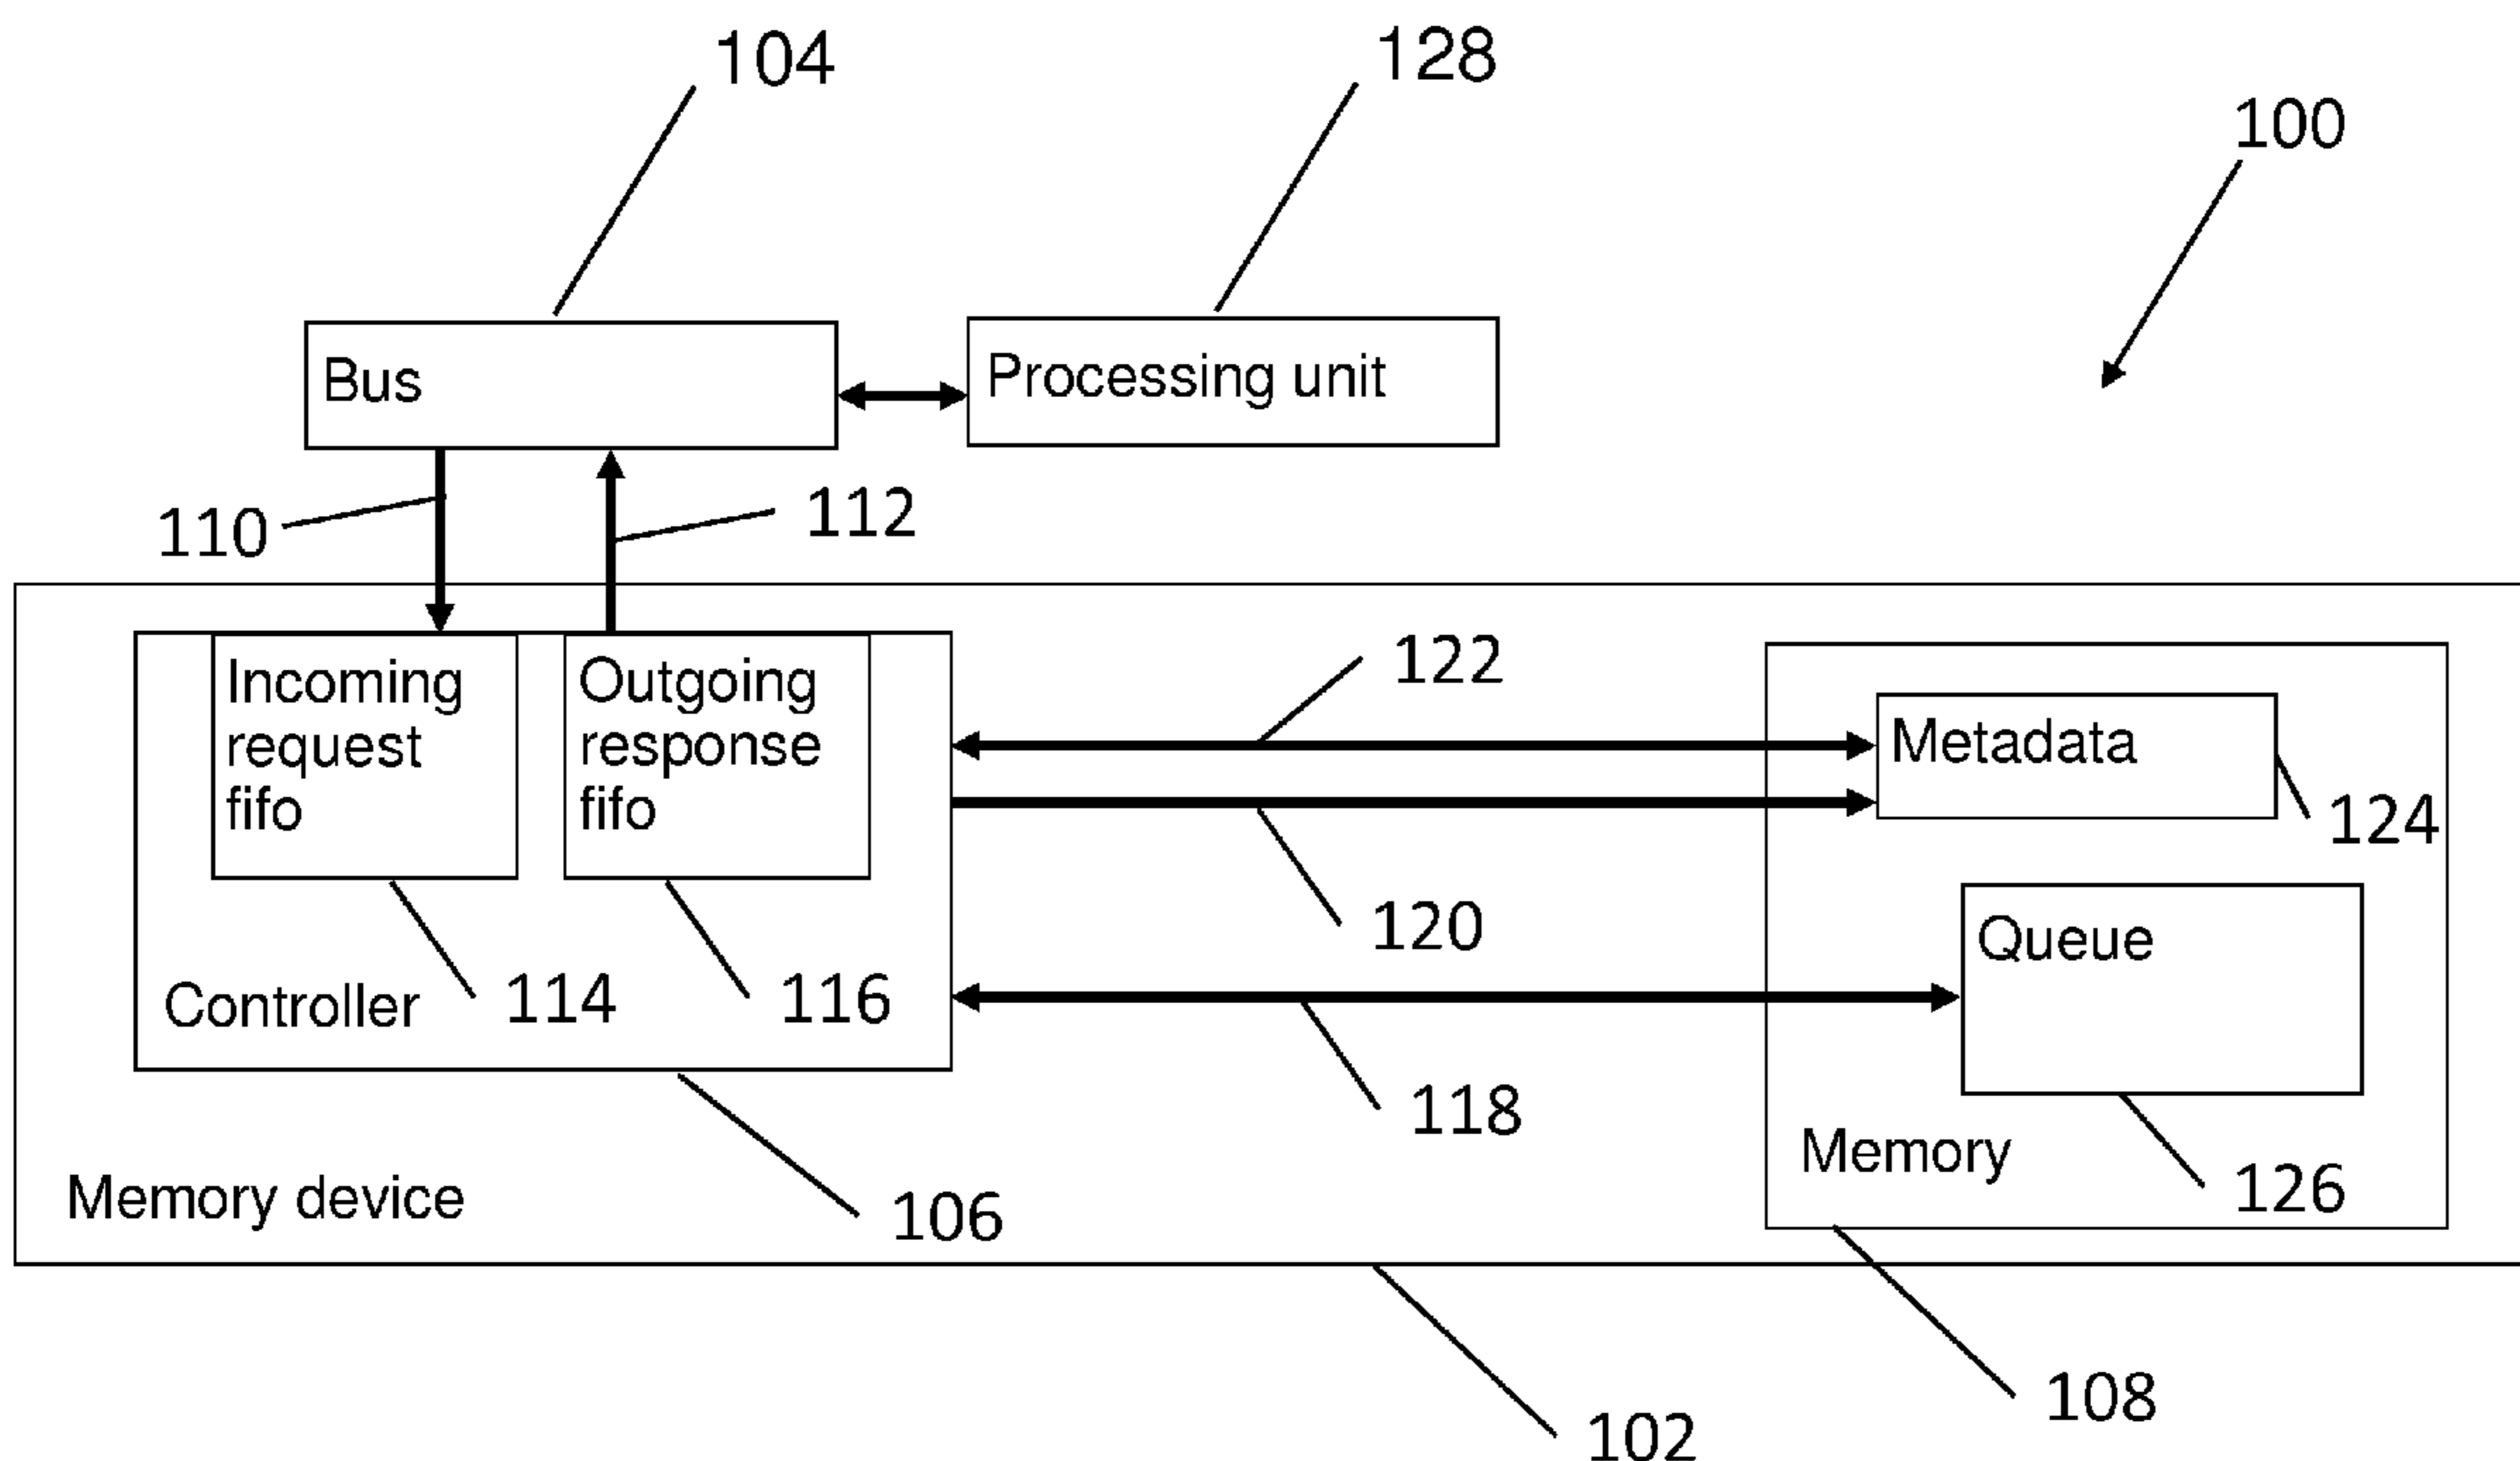 104
128
100
Bus
Processing unit
110
112
Incoming
request
fifo
Outgoing
response
fifo
122
Metadata
124
120
Queue
Controller
114
116
118
Memory
126
Memory device
106
108
102